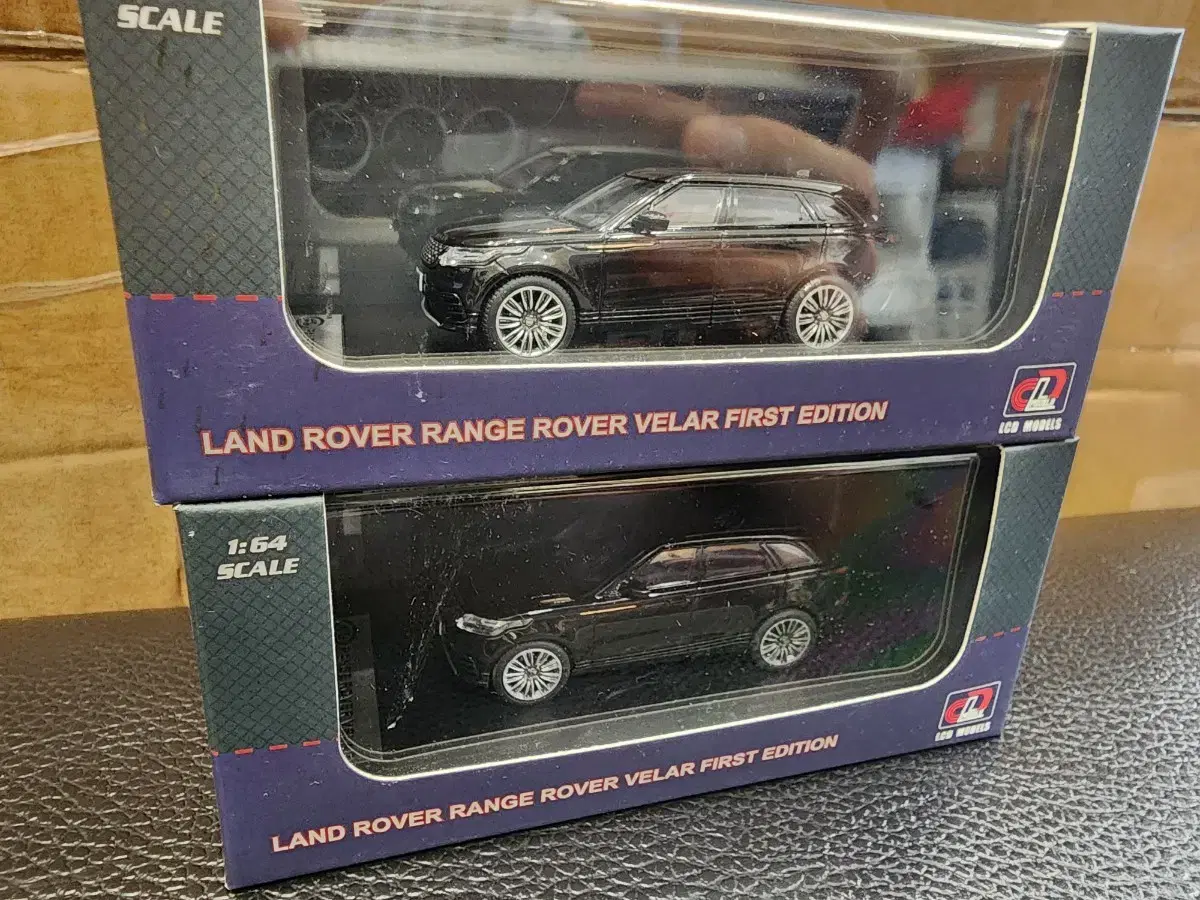 SCALE
LAND ROVER RANGE ROVER VELAR FIRST EDITION
LCD MODELS
1:64
SCALE
LCD MODELS
LAND ROVER RANGE ROVER VELAR FIRST EDITION